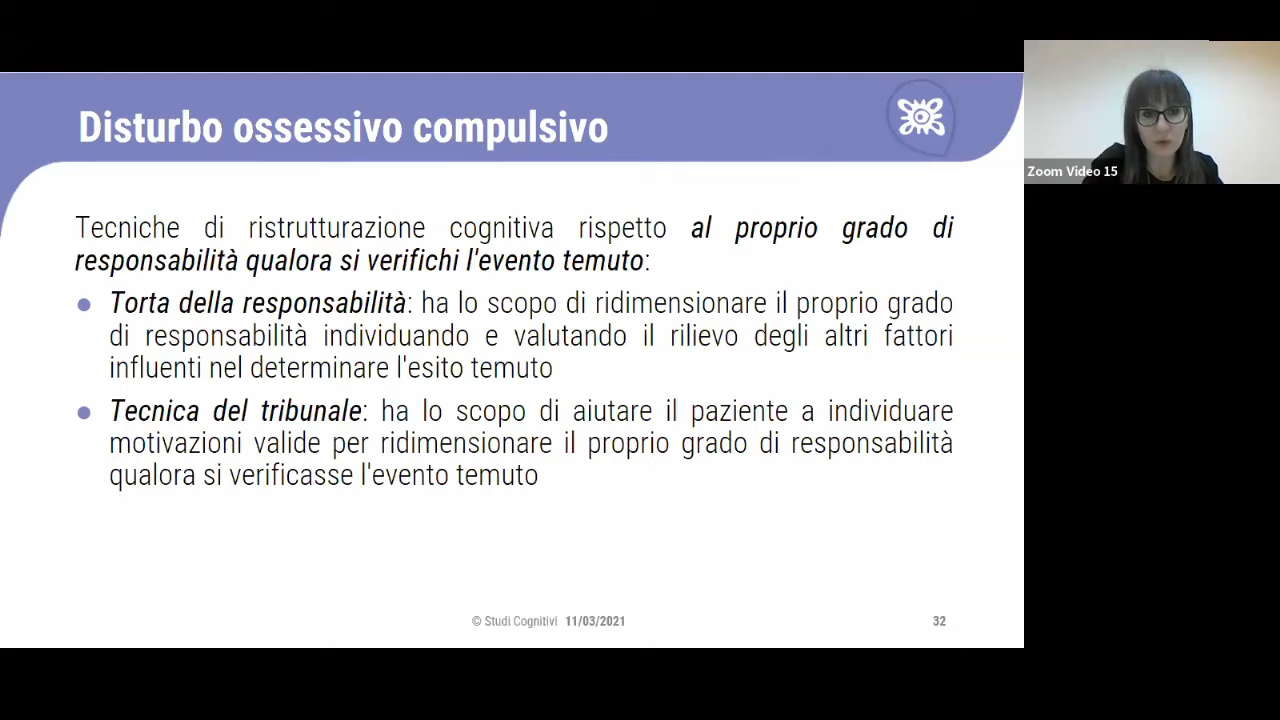 Disturbo ossessivo compulsivo
Zoom Video 15
Tecniche di ristrutturazione cognitiva rispetto al proprio grado di
responsabilità qualora si verifichi l'evento temuto:
● Torta della responsabilità: ha lo scopo di ridimensionare il proprio grado
di responsabilità individuando e valutando il rilievo degli altri fattori
influenti nel determinare l'esito temuto
● Tecnica del tribunale: ha lo scopo di aiutare il paziente a individuare
motivazioni valide per ridimensionare il proprio grado di responsabilità
qualora si verificasse l'evento temuto
© Studi Cognitivi 11/03/2021
32